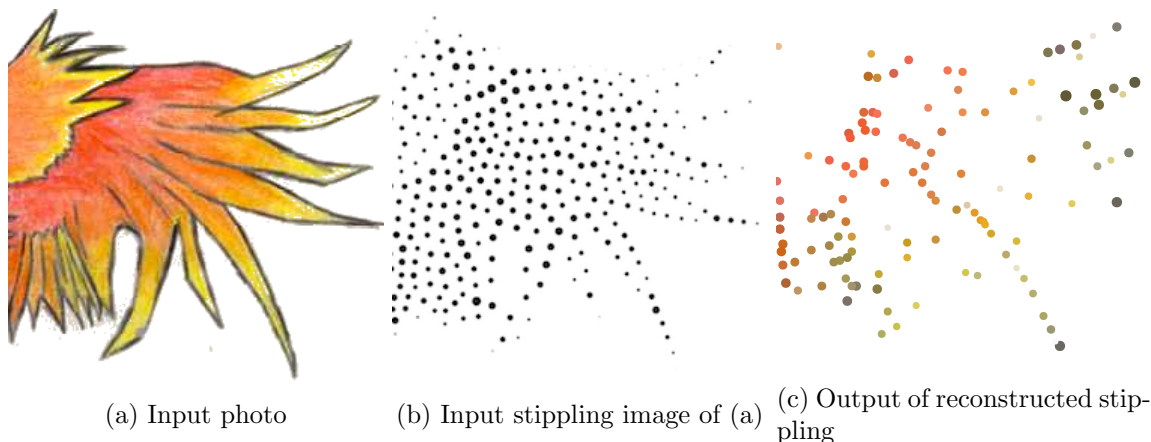 (a) Input photo
(b) Input stippling image of (a)
(c) Output of reconstructed stip-
pling